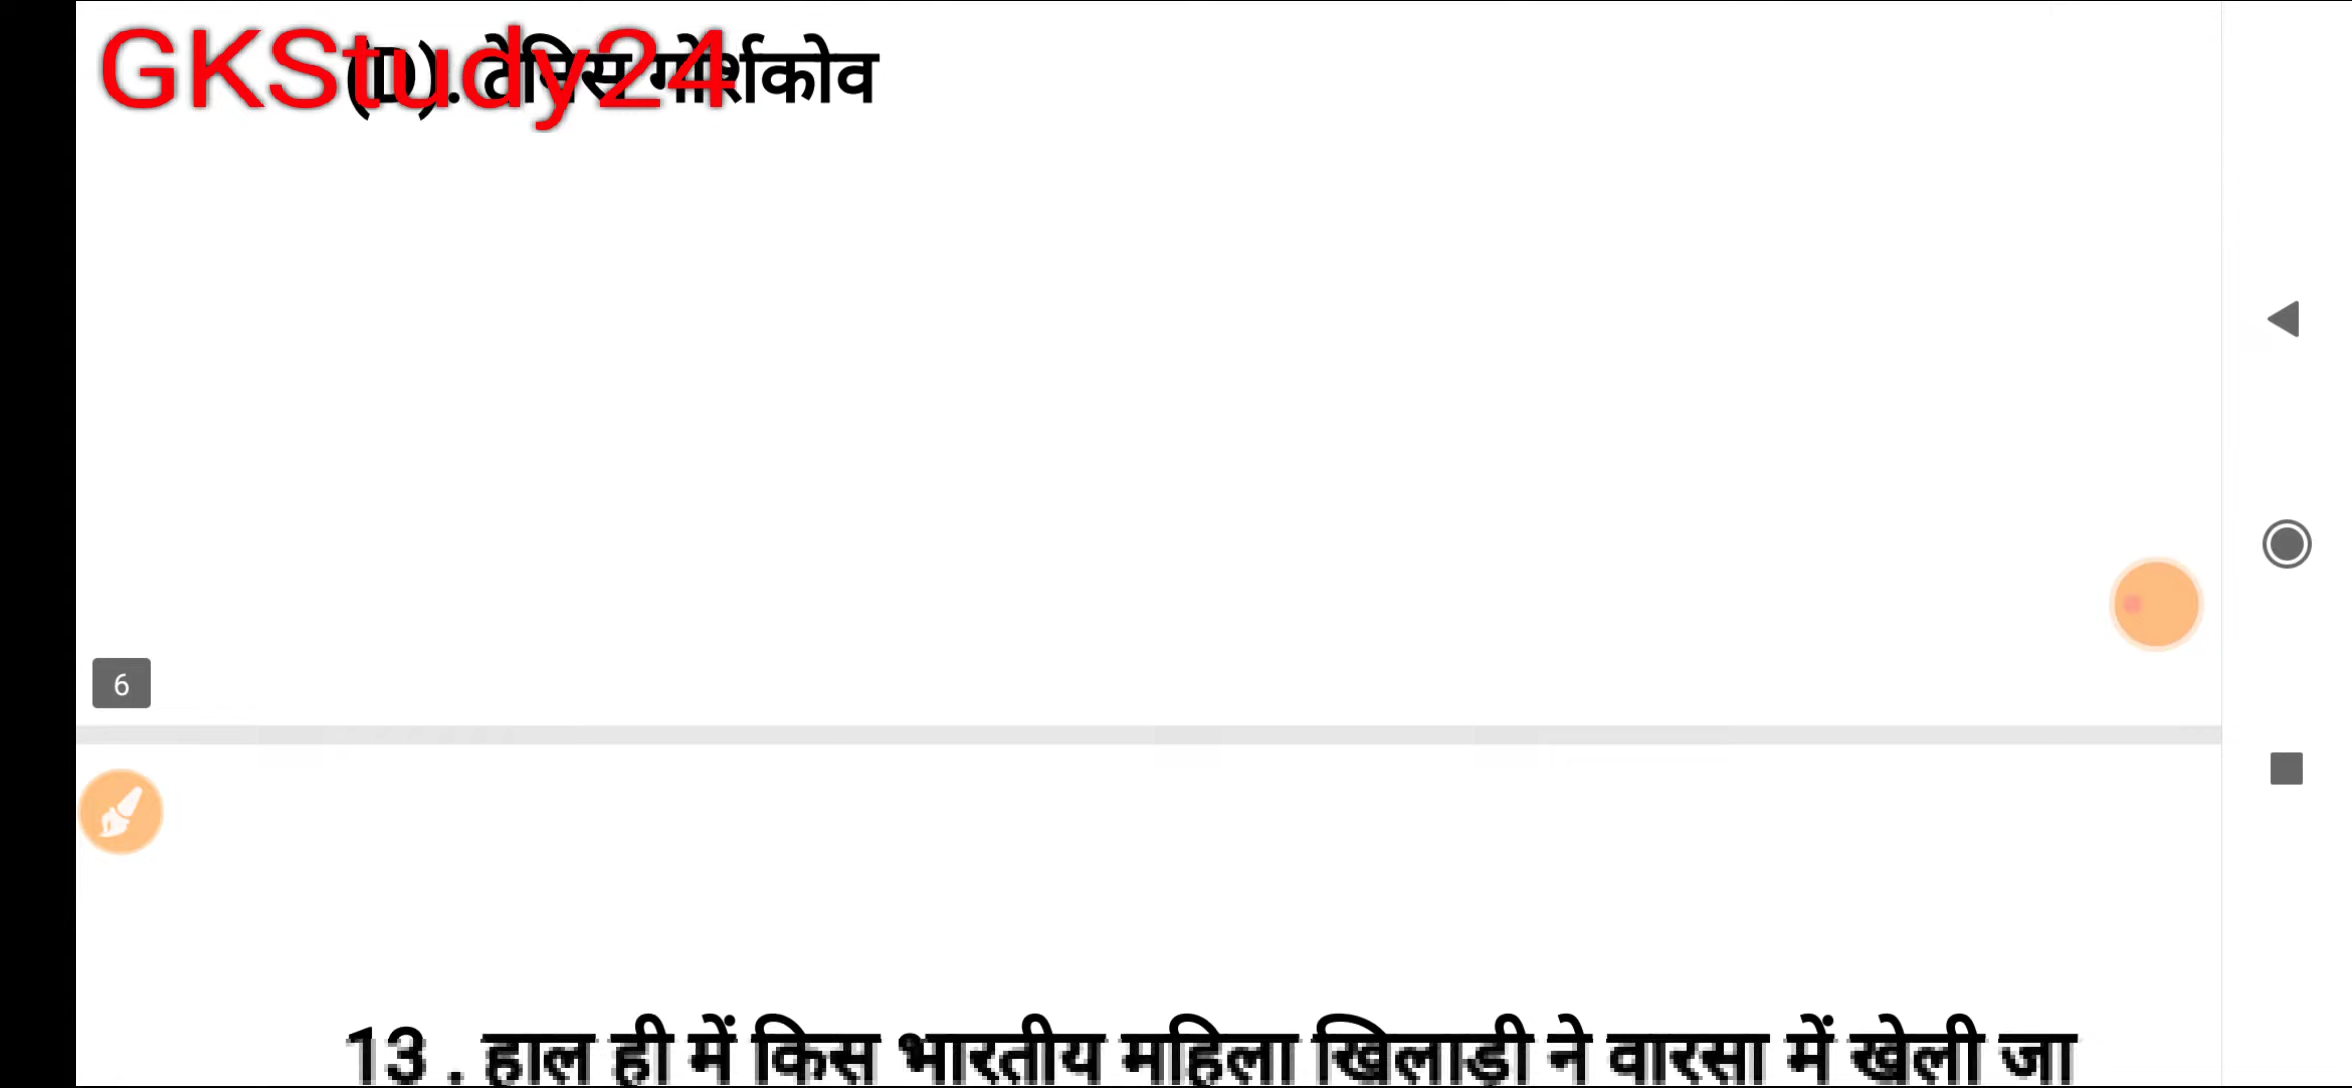 GKStudy24
(D). गोर्शकोव
6
13. हाल ही में किस भारतीय महिला खिलाड़ी ने वारसा में खेली जा